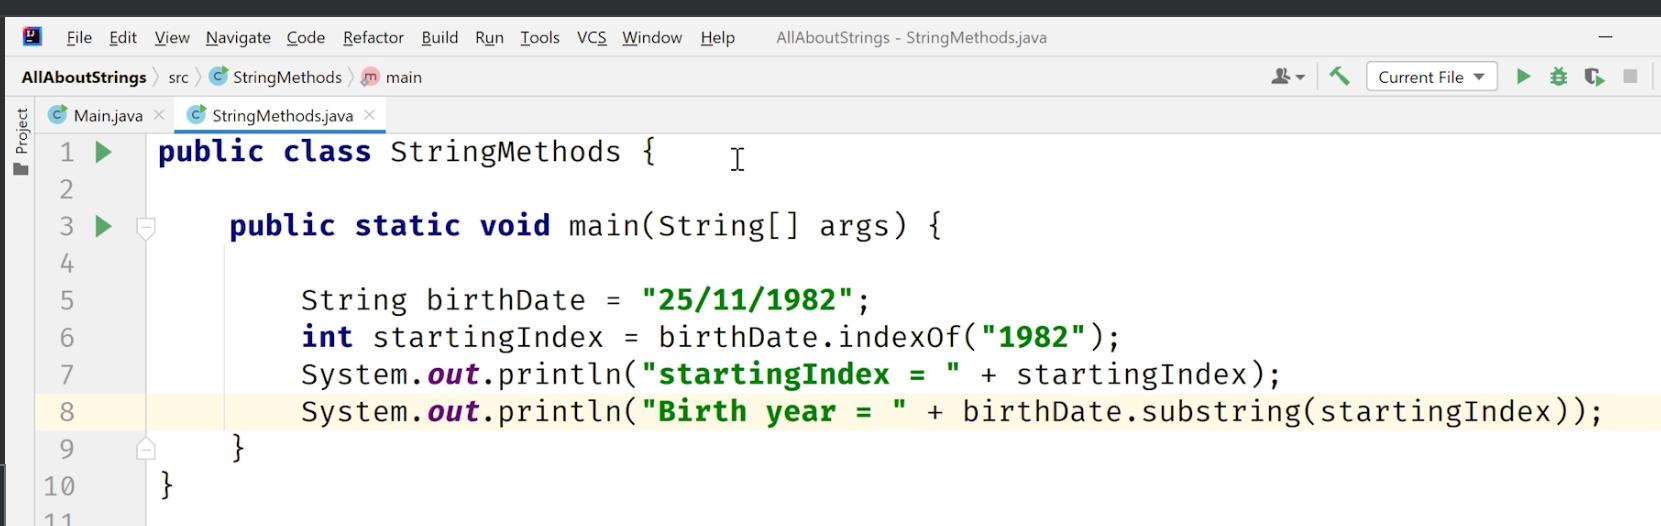 File Edit View Navigate Code Refactor Build Run Tools VCS Window Help AllAboutStrings - StringMethods.java
AllAboutStrings src StringMethods main Current File
Project
Main.java StringMethods.java
1 public class StringMethods {
2
3 public static void main(String[] args) {
4
5 String birthDate = "25/11/1982";
6 int startingIndex = birthDate.indexOf("1982");
7 System.out.println("startingIndex = " + startingIndex);
8 System.out.println("Birth year = " + birthDate.substring(startingIndex));
9 }
10 }
11